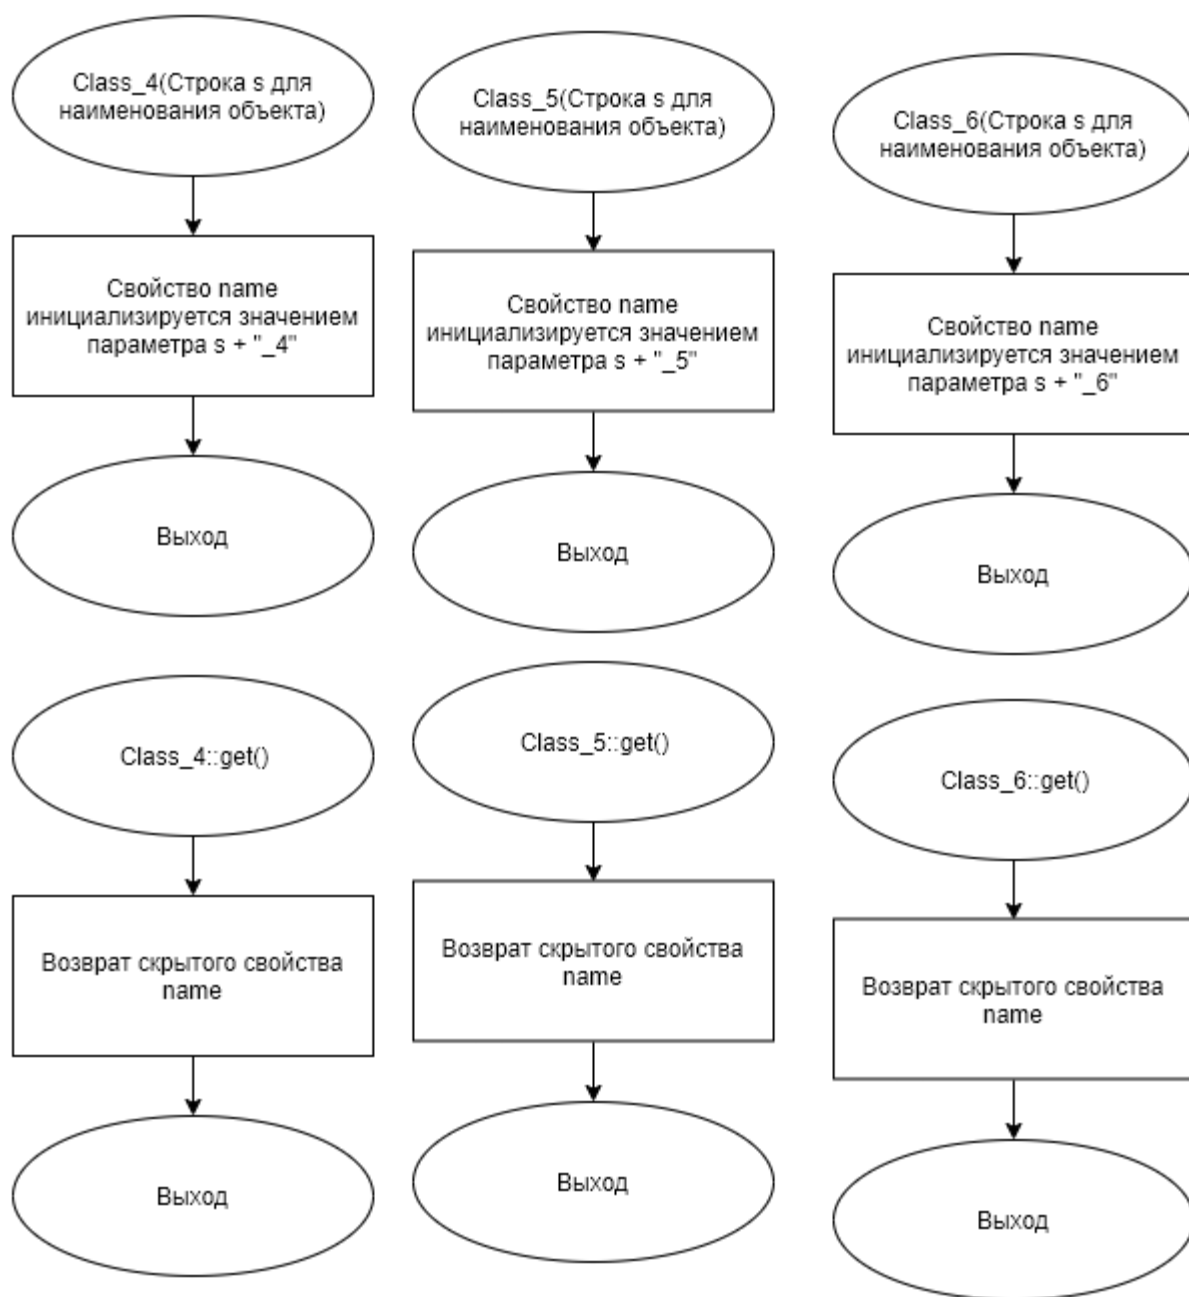 Class_4(Строка s для
наименования объекта)
Свойство name
инициализируется значением
параметра s + "_4"
Выход
Class_5(Строка s для
наименования объекта)
Свойство name
инициализируется значением
параметра s + "_5"
Выход
Class_6(Строка s для
наименования объекта)
Свойство name
инициализируется значением
параметра s + "_6"
Выход
Class_4::get()
Возврат скрытого свойства
name
Выход
Class_5::get()
Возврат скрытого свойства
name
Выход
Class_6::get()
Возврат скрытого свойства
name
Выход